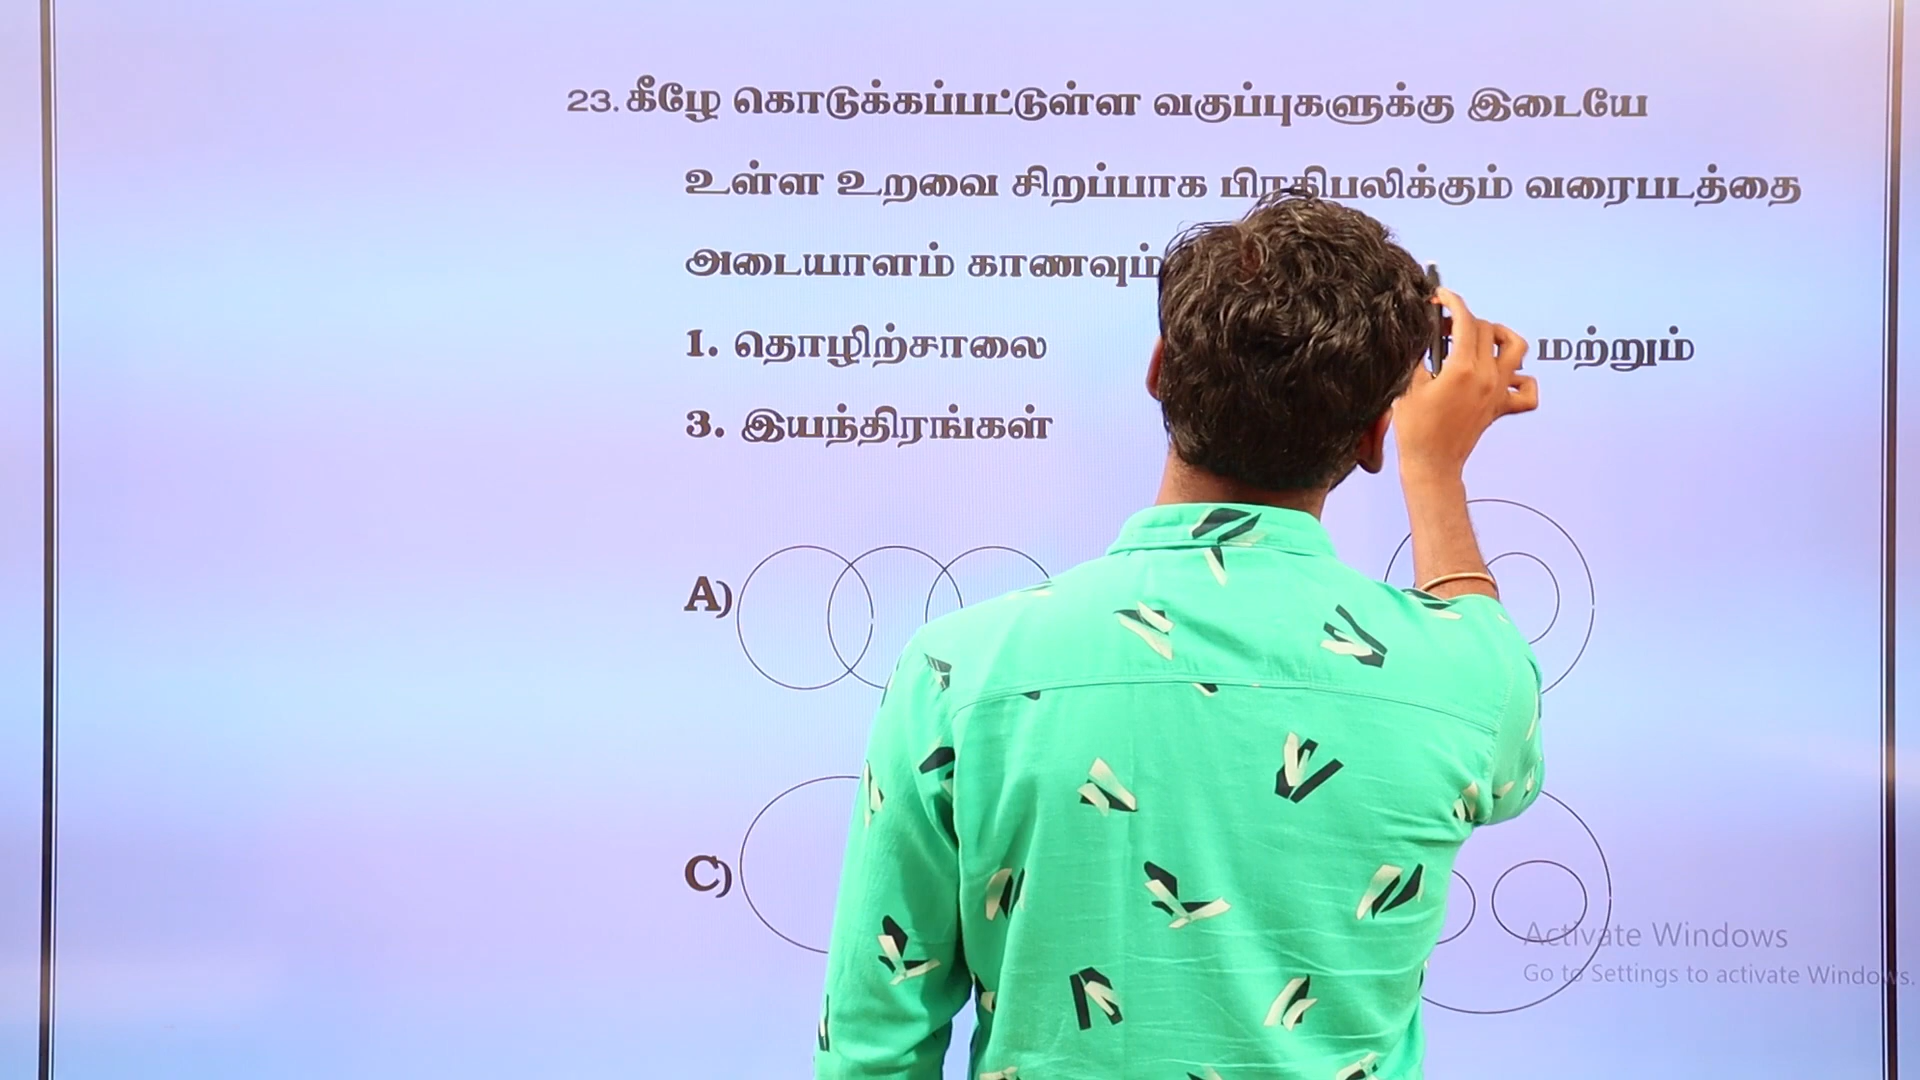 23. கீழே கொடுக்கப்பட்டுள்ள வகுப்புகளுக்கு இடையே
உள்ள உறவை சிறப்பாக பிரதிபலிக்கும் வரைபடத்தை
அடையாளம் காணவும்
1. தொழிற்சாலை மற்றும்
3. இயந்திரங்கள்
A)
C)
Activate Windows
Go to Settings to activate Windows.